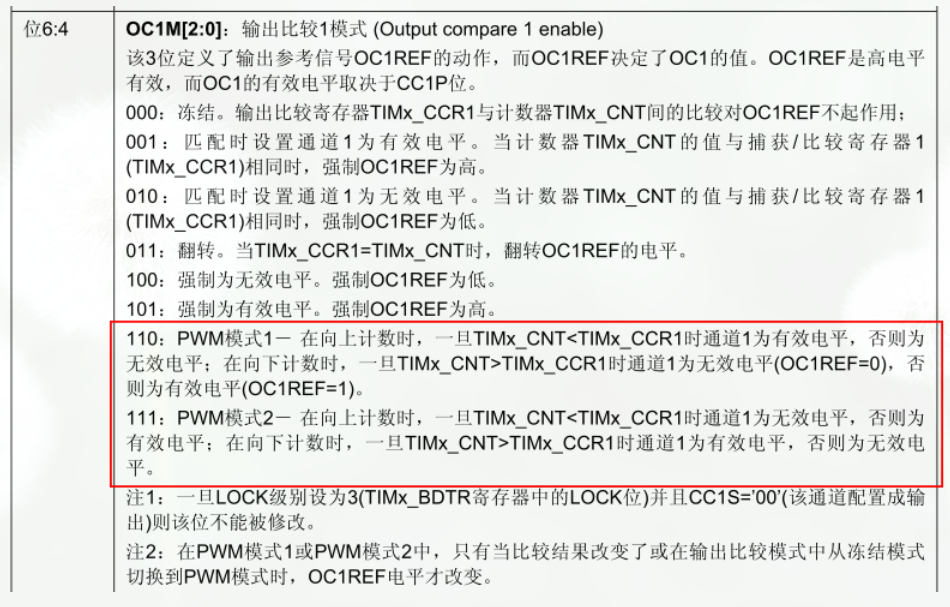 位6:4
OC1M[2:0]：输出比较1模式 (Output compare 1 enable)
该3位定义了输出参考信号OC1REF的动作，而OC1REF决定了OC1的值。OC1REF是高电平
有效，而OC1的有效电平取决于CC1P位。
000：冻结。输出比较寄存器TIMx_CCR1与计数器TIMx_CNT间的比较对OC1REF不起作用；
001：匹配时设置通道1为有效电平。当计数器TIMx_CNT的值与捕获/比较寄存器1
(TIMx_CCR1)相同时，强制OC1REF为高。
010：匹配时设置通道1为无效电平。当计数器TIMx_CNT的值与捕获/比较寄存器1
(TIMx_CCR1)相同时，强制OC1REF为低。
011：翻转。当TIMx_CCR1=TIMx_CNT时，翻转OC1REF的电平。
100：强制为无效电平。强制OC1REF为低。
101：强制为有效电平。强制OC1REF为高。
110：PWM模式1－ 在向上计数时，一旦TIMx_CNT<TIMx_CCR1时通道1为有效电平，否则为
无效电平；在向下计数时，一旦TIMx_CNT>TIMx_CCR1时通道1为无效电平(OC1REF=0)，否
则为有效电平(OC1REF=1)。
111：PWM模式2－ 在向上计数时，一旦TIMx_CNT<TIMx_CCR1时通道1为无效电平，否则为
有效电平；在向下计数时，一旦TIMx_CNT>TIMx_CCR1时通道1为有效电平，否则为无效电
平。
注1：一旦LOCK级别设为3(TIMx_BDTR寄存器中的LOCK位)并且CC1S='00'(该通道配置成输
出)则该位不能被修改。
注2：在PWM模式1或PWM模式2中，只有当比较结果改变了或在输出比较模式中从冻结模式
切换到PWM模式时，OC1REF电平才改变。